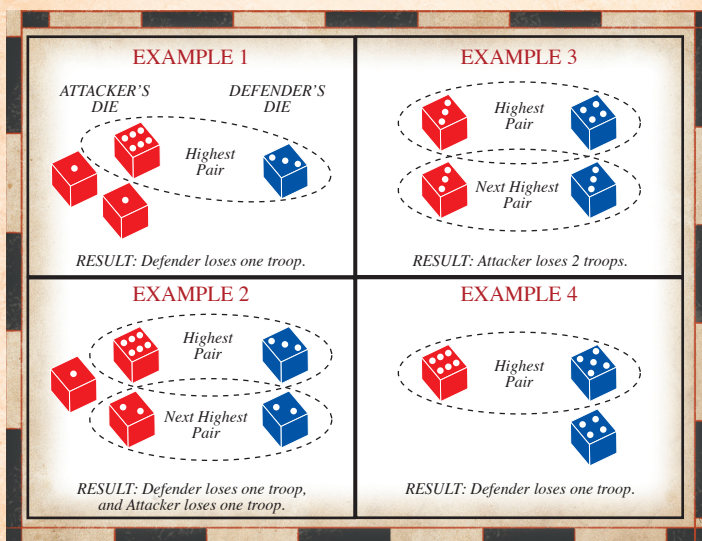 EXAMPLE 1
ATTACKER'S
DIE
DEFENDER'S
DIE
Highest
Pair
RESULT: Defender loses one troop.
EXAMPLE 3
Highest
Pair
Next Highest
Pair
RESULT: Attacker loses 2 troops.
EXAMPLE 2
Highest
Pair
Next Highest
Pair
RESULT: Defender loses one troop,
and Attacker loses one troop.
EXAMPLE 4
Highest
Pair
RESULT: Defender loses one troop.